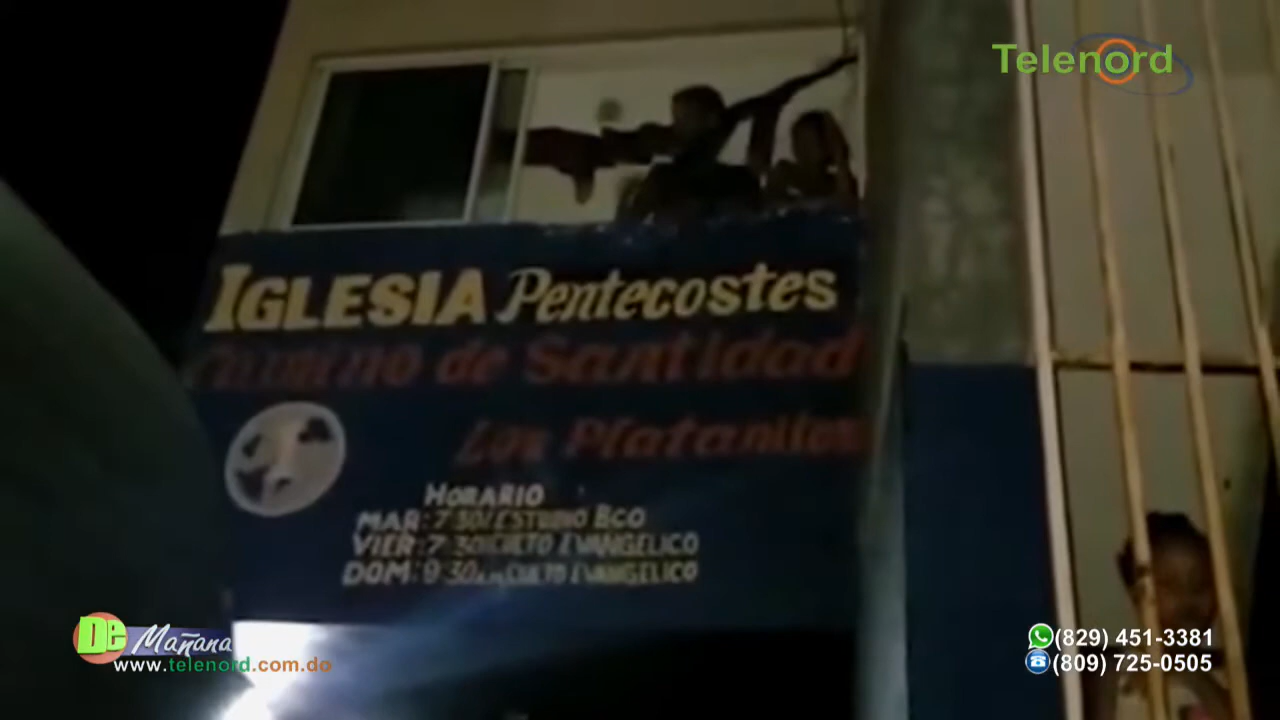 Telenord
IGLESIA Pentecostes
Camino de Santidad
Los Platanitos
HORARIO
MAR: 7:30/ESTUDIO BCO
VIER: 7:30 CULTO EVANGELICO
DOM: 9:30 CULTO EVANGELICO
De Mañana
www.telenord.com.do
(829) 451-3381
(809) 725-0505